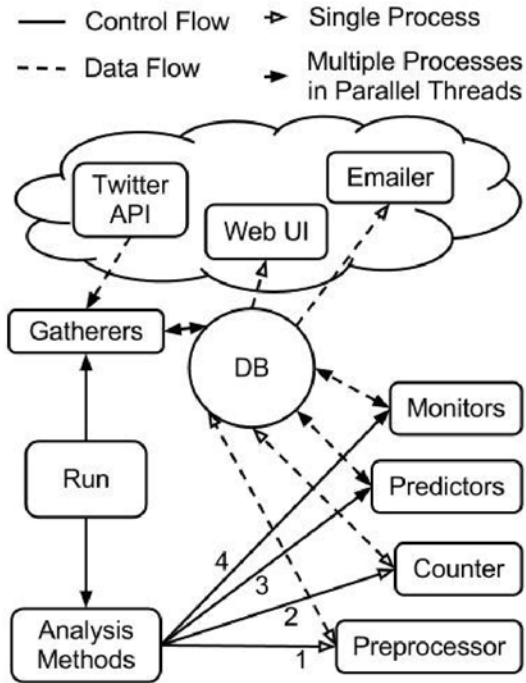 Control Flow
Single Process
Data Flow
Multiple Processes
in Parallel Threads
Twitter
API
Emailer
Web UI
Gatherers
DB
Monitors
Run
Predictors
4
3
Counter
2
Analysis
Methods
1
Preprocessor